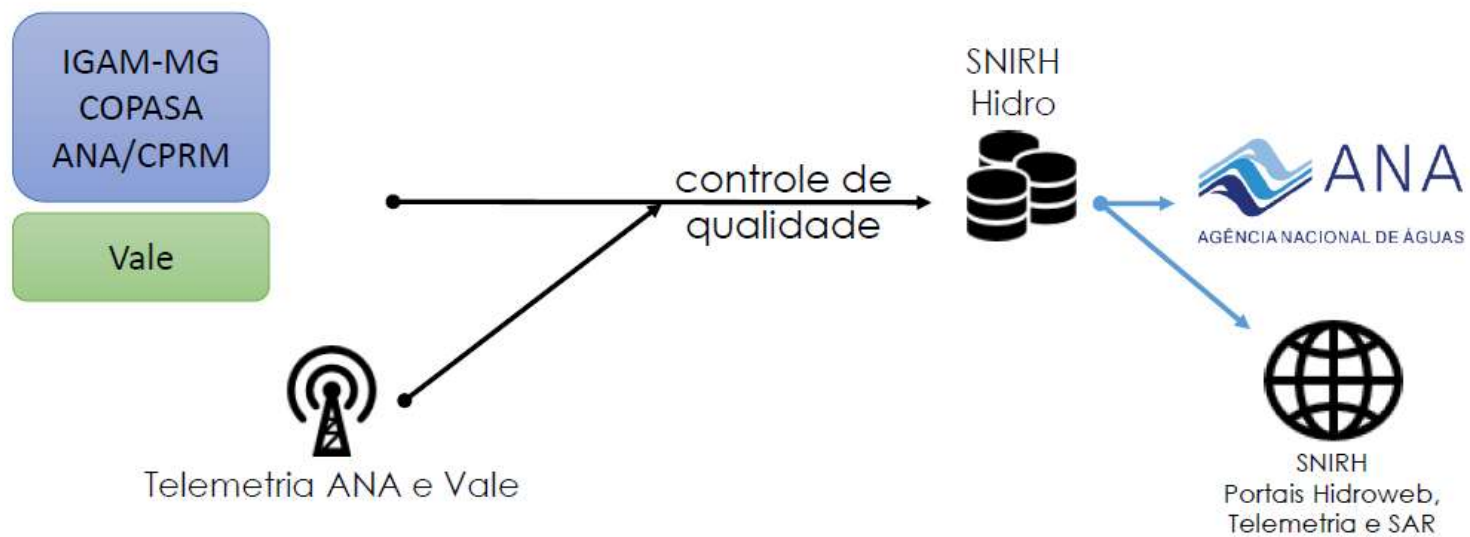 IGAM-MG
COPASA
ANA/CPRM
Vale
Telemetria ANA e Vale
controle de
qualidade
SNIRH
Hidro
ANA
AGÊNCIA NACIONAL DE ÁGUAS
SNIRH
Portais Hidroweb,
Telemetria e SAR